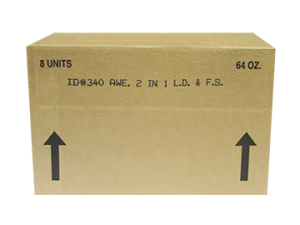 8 UNITS 64 OZ.
ID#340 AWE. 2 IN 1 L.D. & F.S.